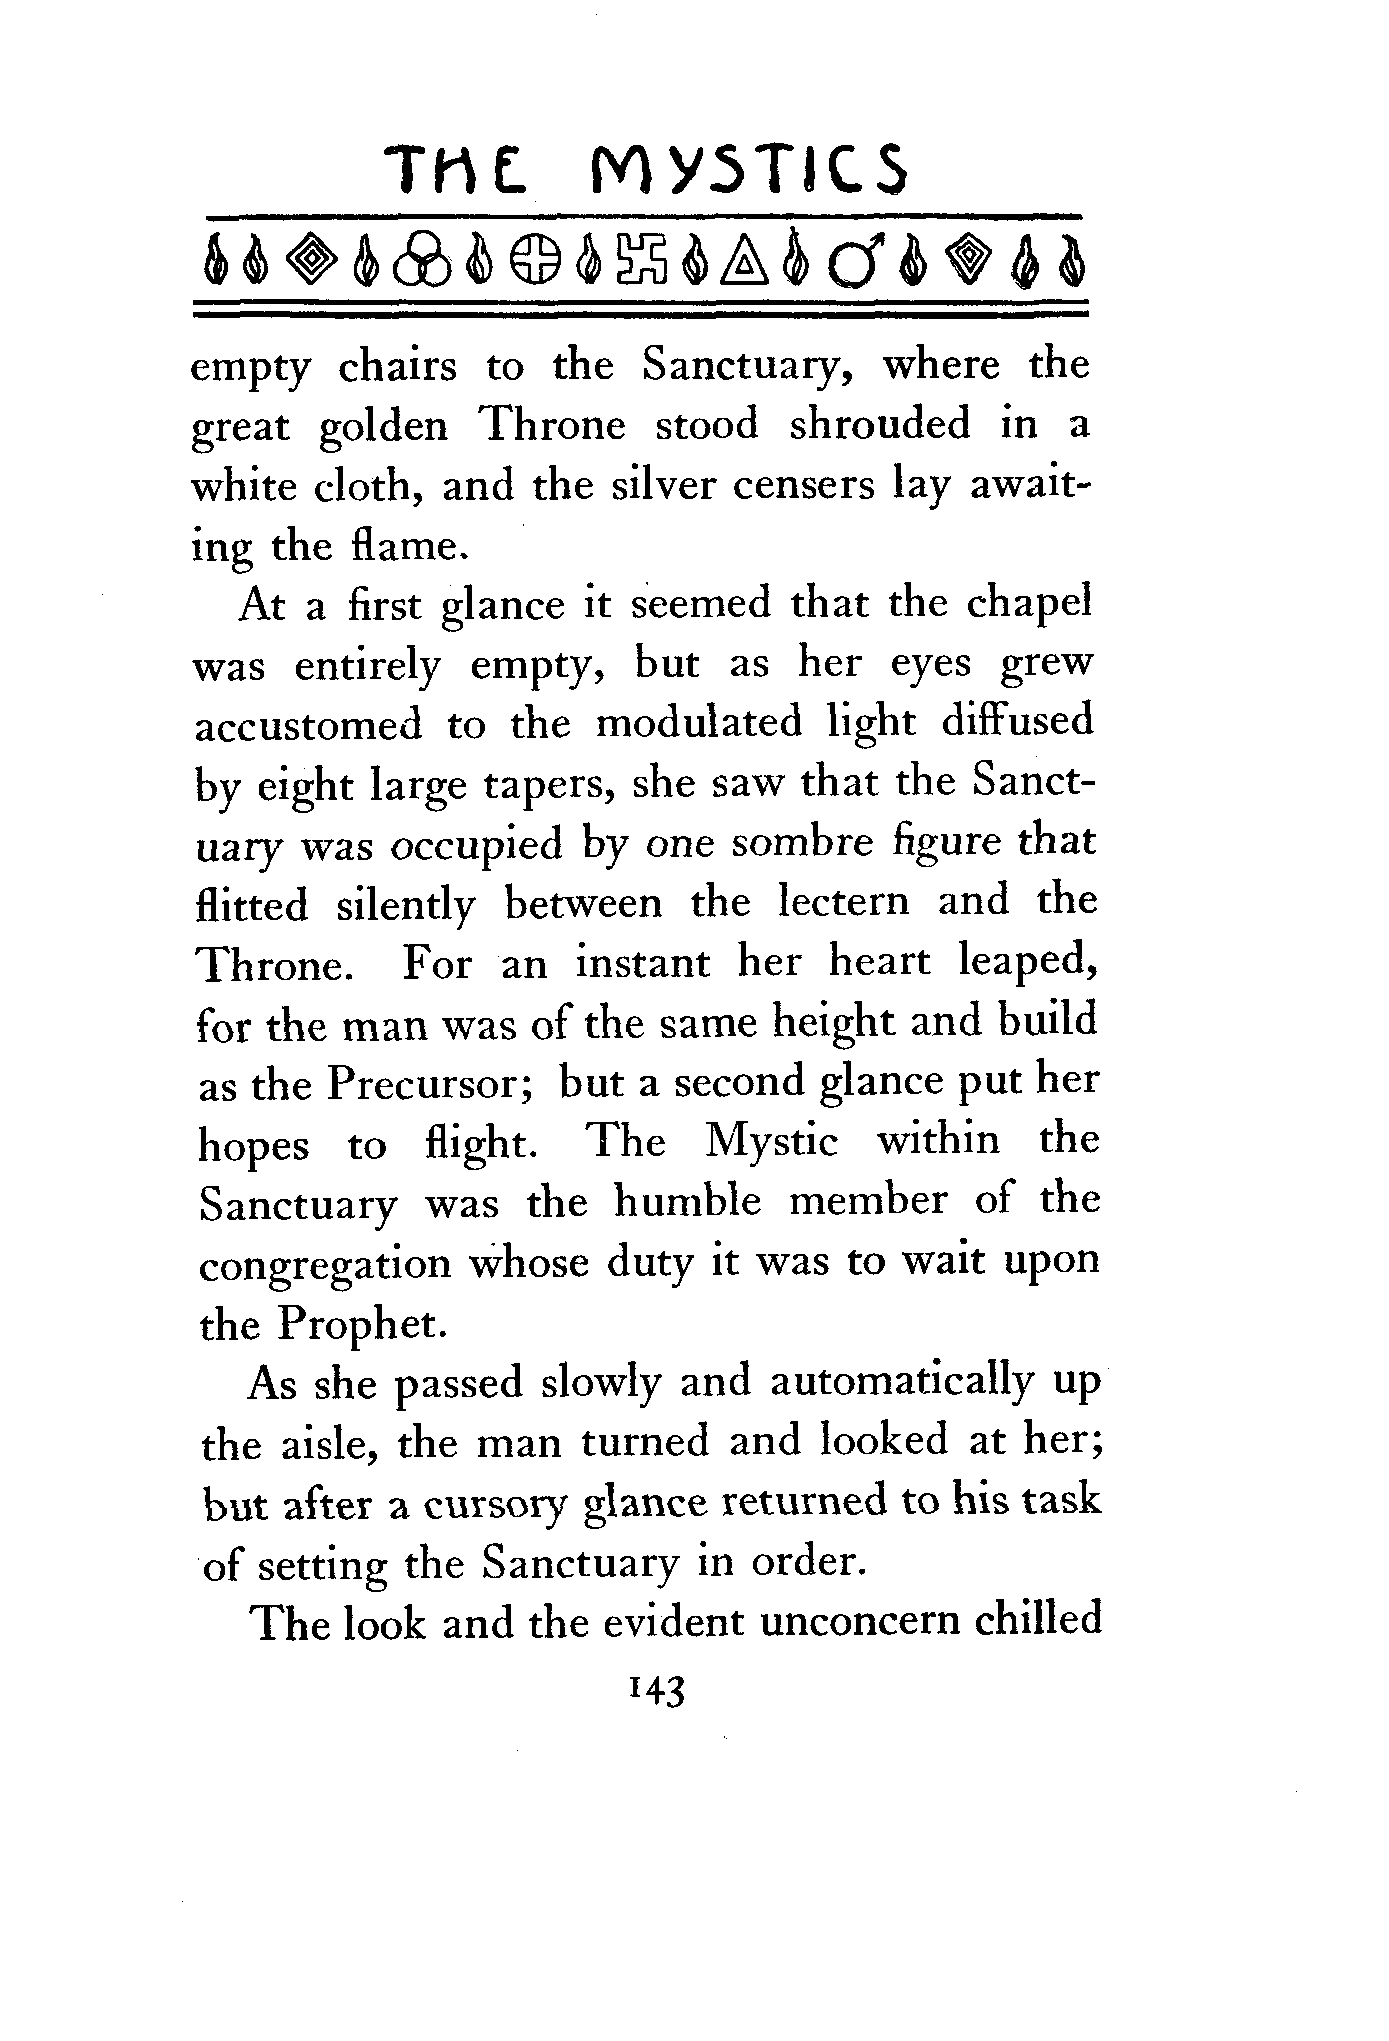 THE MYSTICS
empty chairs to the Sanctuary, where the
great golden Throne stood shrouded in a
white cloth, and the silver censers lay await-
ing the flame.
At a first glance it seemed that the chapel
was entirely empty, but as her eyes grew
accustomed to the modulated light diffused
by eight large tapers, she saw that the Sanct-
uary was occupied by one sombre figure that
flitted silently between the lectern and the
Throne. For an instant her heart leaped,
for the man was of the same height and build
as the Precursor; but a second glance put her
hopes to flight. The Mystic within the
Sanctuary was the humble member of the
congregation whose duty it was to wait upon
the Prophet.
As she passed slowly and automatically up
the aisle, the man turned and looked at her;
but after a cursory glance returned to his task
of setting the Sanctuary in order.
The look and the evident unconcern chilled
143